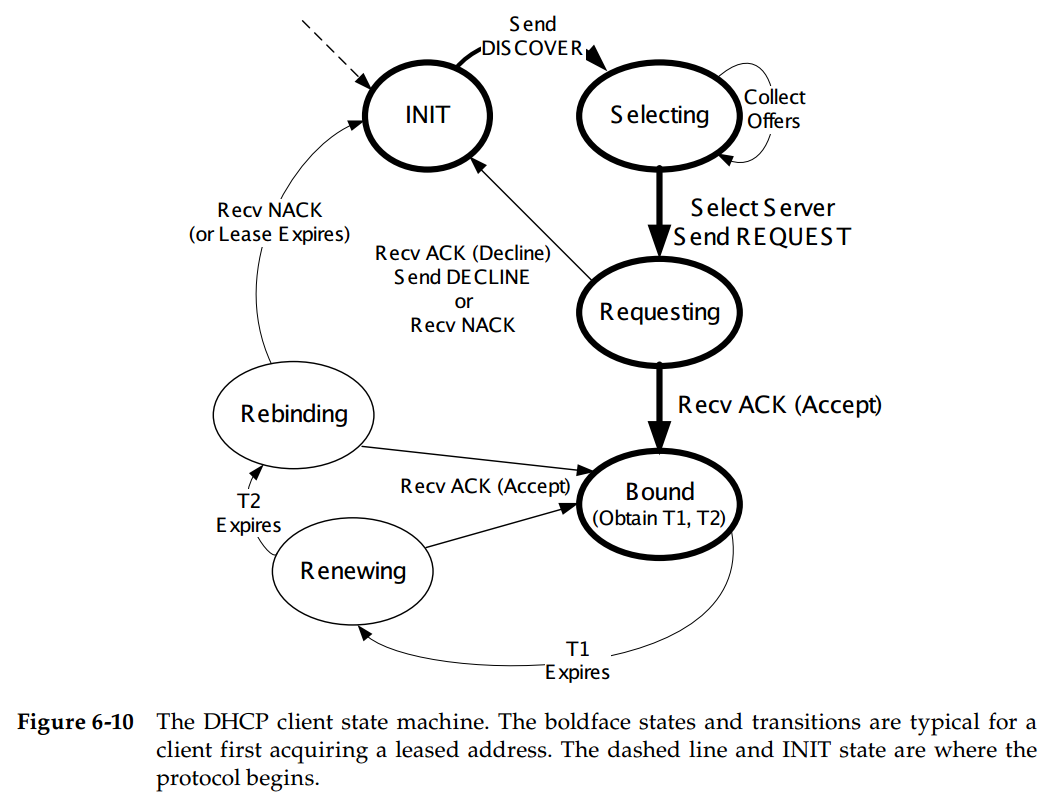 Send
DISCOVER
INIT
Selecting
Collect
Offers
Recv NACK
(or Lease Expires)
Select Server
Send REQUEST
Recv ACK (Decline)
Send DECLINE
or
Recv NACK
Requesting
Rebinding
Recv ACK (Accept)
Recv ACK (Accept)
Bound
(Obtain T1, T2)
T2
Expires
Renewing
T1
Expires
Figure 6-10 The DHCP client state machine. The boldface states and transitions are typical for a
client first acquiring a leased address. The dashed line and INIT state are where the
protocol begins.